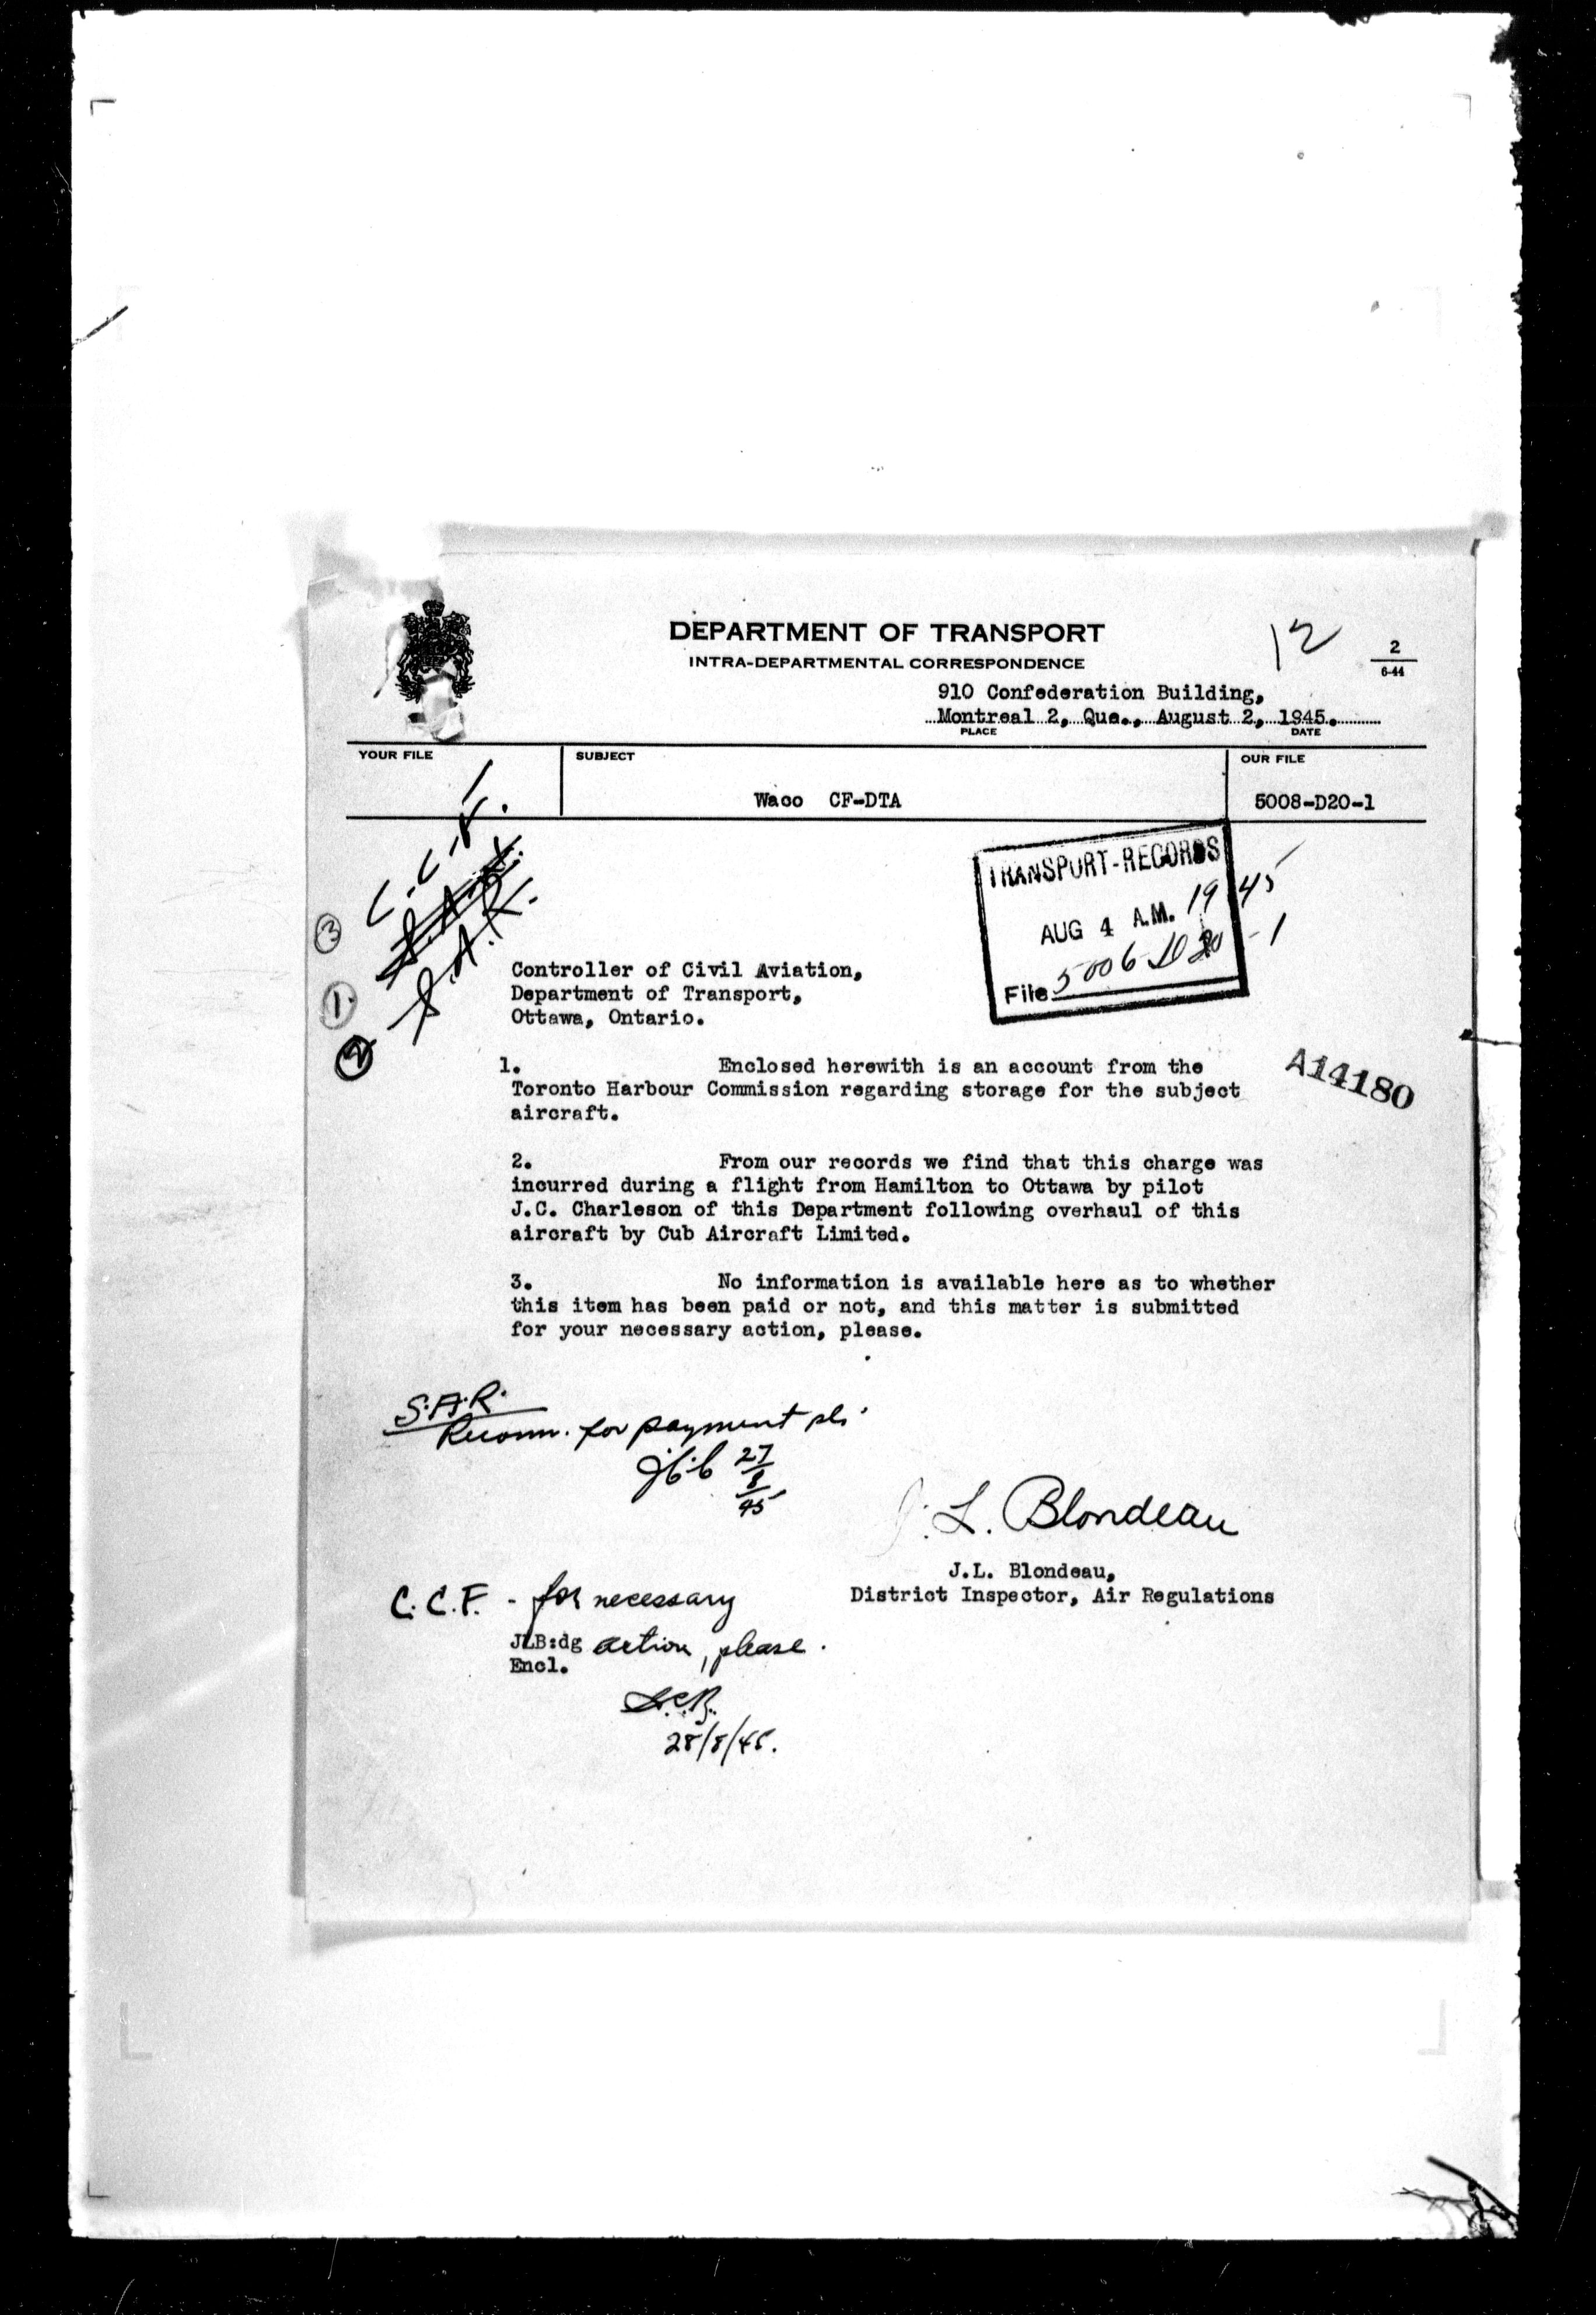 DEPARTMENT OF TRANSPORT
INTRA-DEPARTMENTAL CORRESPONDENCE
12
2
6-44
910 Confederation Building,
Montreal 2, Que., August 2, 1945.
PLACE DATE
YOUR FILE SUBJECT OUR FILE
Waco CF-DTA 5008-D20-1
C.C.F.
S.A.R.
3
1
2
TRANSPORT-RECORDS
AUG 4 A.M. 1945
File 5006-D20-1
Controller of Civil Aviation,
Department of Transport,
Ottawa, Ontario.
A14180
1. Enclosed herewith is an account from the
Toronto Harbour Commission regarding storage for the subject
aircraft.
2. From our records we find that this charge was
incurred during a flight from Hamilton to Ottawa by pilot
J.C. Charleson of this Department following overhaul of this
aircraft by Cub Aircraft Limited.
3. No information is available here as to whether
this item has been paid or not, and this matter is submitted
for your necessary action, please.
S.A.R.
Recomm. for payment pls.
27
8
45
J. L. Blondeau
J.L. Blondeau,
District Inspector, Air Regulations
C.C.F. - for necessary
JLB:dg action, please.
Encl.
28/8/45.